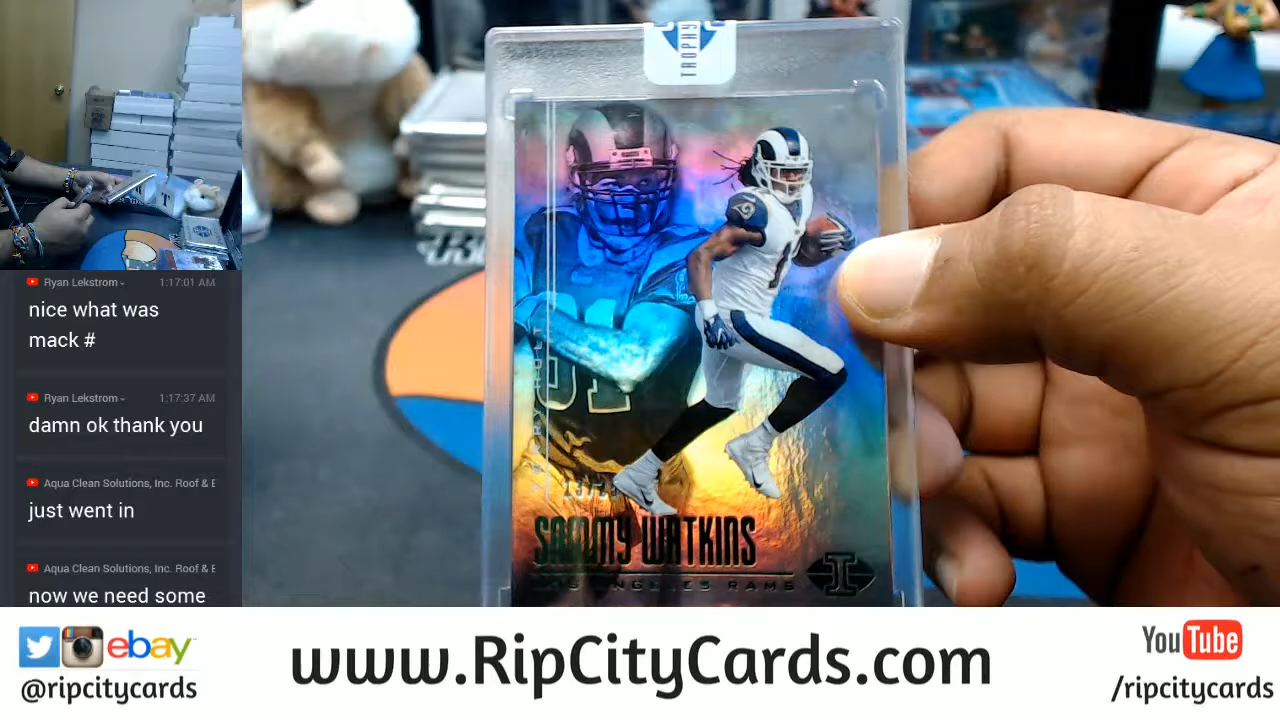 Ryan Lekstrom
1:17:01 AM
nice what was
mack #
Ryan Lekstrom
1:17:37 AM
damn ok thank you
Aqua Clean Solutions, Inc. Roof & E
just went in
Aqua Clean Solutions, Inc. Roof & E
now we need some
TROPHY
SAMMY WATKINS
LOS ANGELES RAMS
I
ebay
@ripcitycards
www.RipCityCards.com
YouTube
/ripcitycards